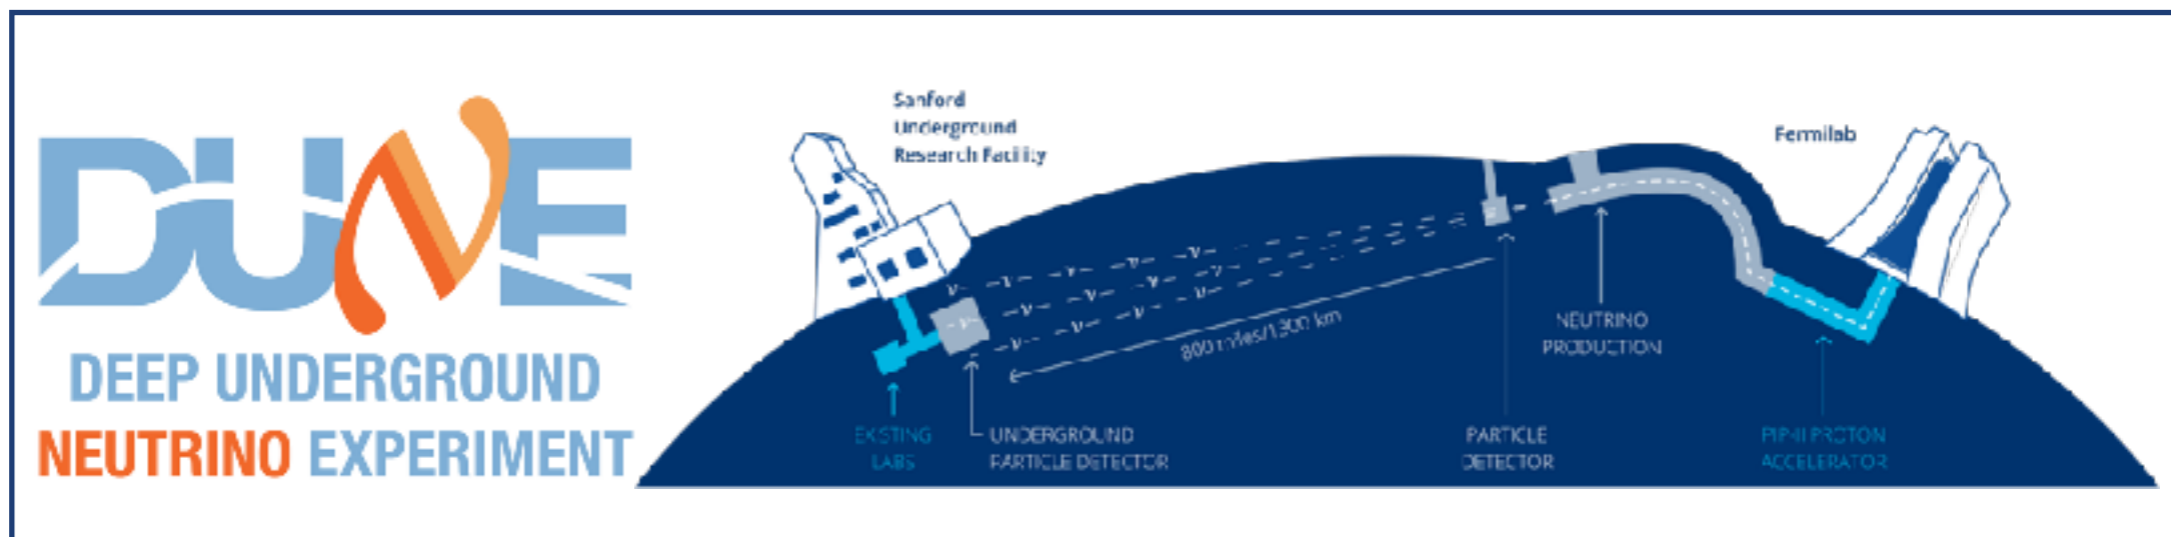 DUNE
DEEP UNDERGROUND
NEUTRINO EXPERIMENT
Sanford
Underground
Research Facility
Fermilab
ν ν ν ν ν
ν ν ν ν ν
ν ν ν ν
800 miles/1300 km
NEUTRINO
PRODUCTION
EXISTING
LABS
UNDERGROUND
PARTICLE DETECTOR
PARTICLE
DETECTOR
PIP-II PROTON
ACCELERATOR